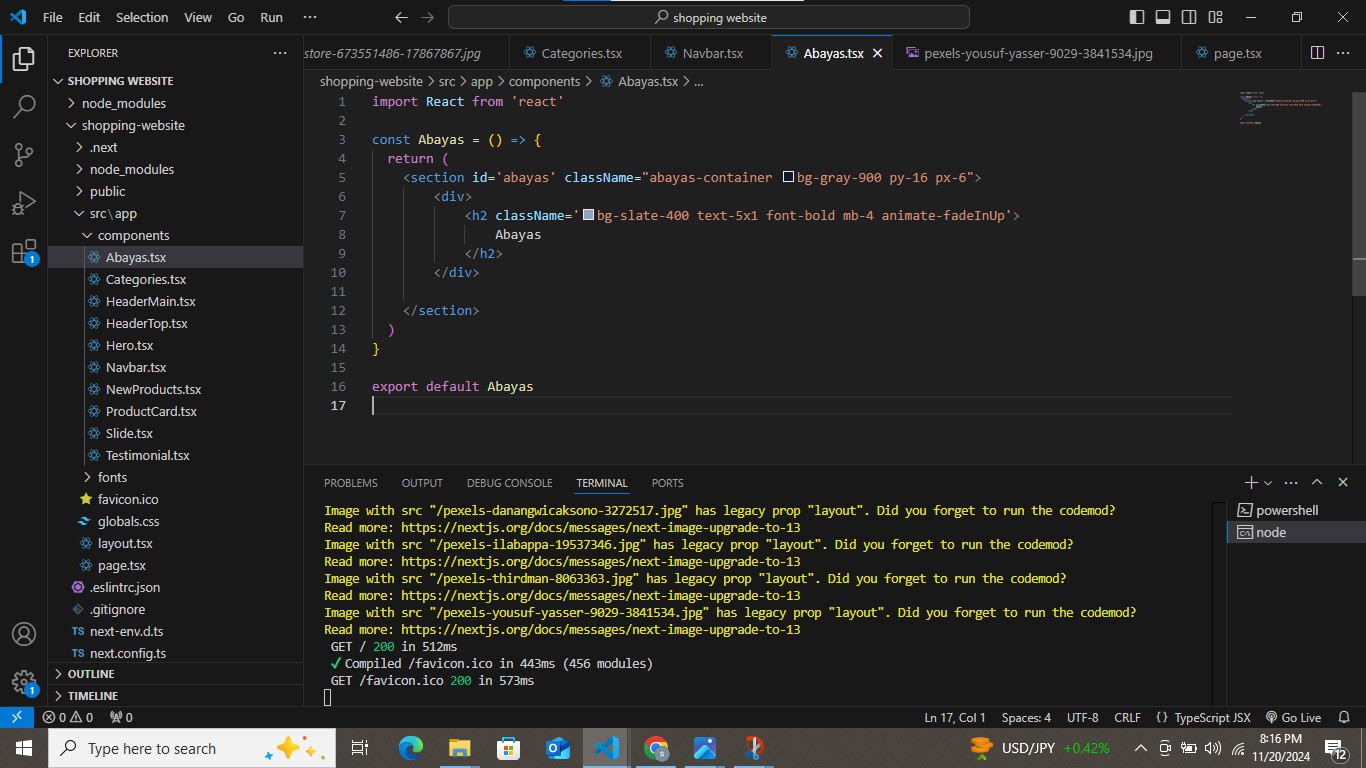 File Edit Selection View Go Run ··· shopping website
EXPLORER
store-673551486-17867867.jpg Categories.tsx Navbar.tsx Abayas.tsx pexels-yousuf-yasser-9029-3841534.jpg page.tsx
SHOPPING WEBSITE
node_modules
shopping-website
.next
node_modules
public
src\app
components
Abayas.tsx
Categories.tsx
HeaderMain.tsx
HeaderTop.tsx
Hero.tsx
Navbar.tsx
NewProducts.tsx
ProductCard.tsx
Slide.tsx
Testimonial.tsx
fonts
favicon.ico
globals.css
layout.tsx
page.tsx
.eslintrc.json
.gitignore
TS next-env.d.ts
TS next.config.ts
OUTLINE
TIMELINE
1
1
shopping-website > src > app > components > Abayas.tsx > ...
1 import React from 'react'
2
3 const Abayas = () => {
4 return (
5 <section id='abayas' className="abayas-container bg-gray-900 py-16 px-6">
6 <div>
7 <h2 className='bg-slate-400 text-5x1 font-bold mb-4 animate-fadeInUp'>
8 Abayas
9 </h2>
10 </div>
11
12 </section>
13 )
14 }
15
16 export default Abayas
17
PROBLEMS OUTPUT DEBUG CONSOLE TERMINAL PORTS
Image with src "/pexels-danangwicaksono-3272517.jpg" has legacy prop "layout". Did you forget to run the codemod?
Read more: https://nextjs.org/docs/messages/next-image-upgrade-to-13
Image with src "/pexels-ilabappa-19537346.jpg" has legacy prop "layout". Did you forget to run the codemod?
Read more: https://nextjs.org/docs/messages/next-image-upgrade-to-13
Image with src "/pexels-thirdman-8063363.jpg" has legacy prop "layout". Did you forget to run the codemod?
Read more: https://nextjs.org/docs/messages/next-image-upgrade-to-13
Image with src "/pexels-yousuf-yasser-9029-3841534.jpg" has legacy prop "layout". Did you forget to run the codemod?
Read more: https://nextjs.org/docs/messages/next-image-upgrade-to-13
GET / 200 in 512ms
✓ Compiled /favicon.ico in 443ms (456 modules)
GET /favicon.ico 200 in 573ms
powershell
node
0 0 0 Ln 17, Col 1 Spaces: 4 UTF-8 CRLF {} TypeScript JSX Go Live
Type here to search USD/JPY +0.42% 8:16 PM
11/20/2024 12